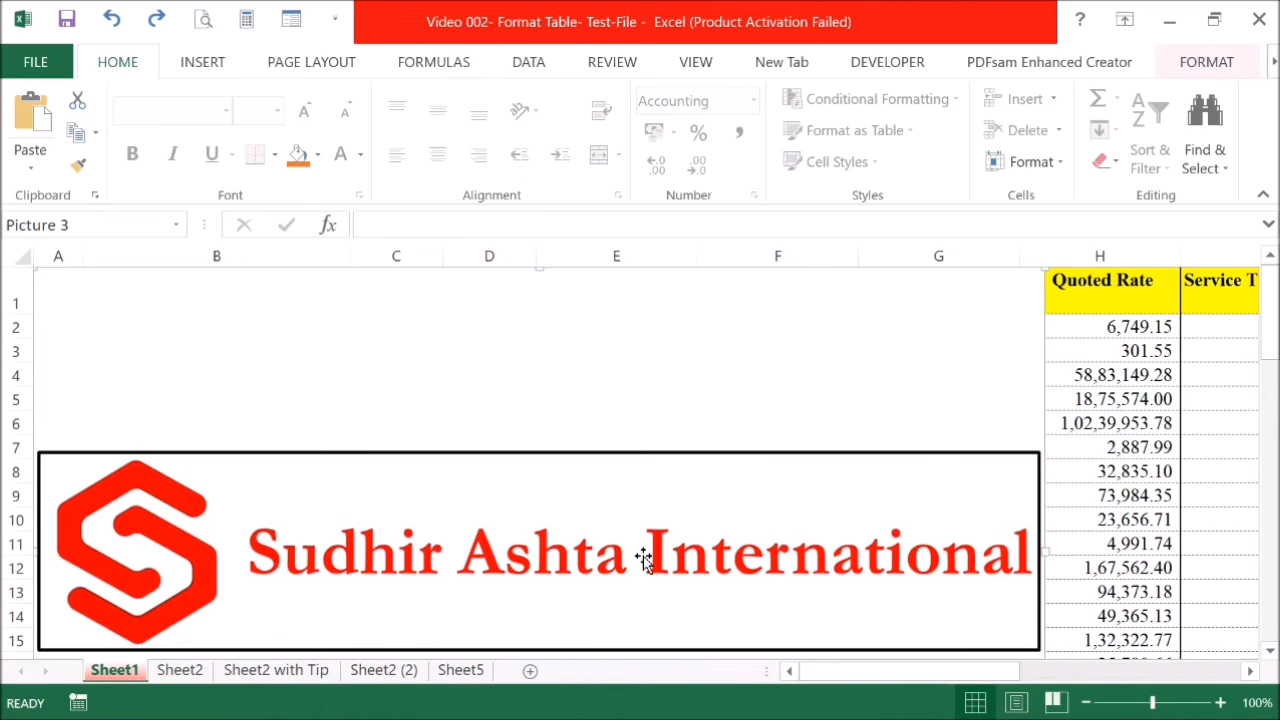 Video 002- Format Table- Test-File - Excel (Product Activation Failed)
?
FILE HOME INSERT PAGE LAYOUT FORMULAS DATA REVIEW VIEW New Tab DEVELOPER PDFsam Enhanced Creator FORMAT
Paste
Clipboard
A A
B I U A
Font
Alignment
Accounting
% ,
←.0 .00
.00 →.0
Number
Conditional Formatting
Format as Table
Cell Styles
Styles
Insert
Delete
Format
Cells
Σ A Z
Sort & Filter
Find & Select
Editing
Picture 3 fx
A B C D E F G H
1 Quoted Rate Service T
2 6,749.15
3 301.55
4 58,83,149.28
5 18,75,574.00
6 1,02,39,953.78
7 2,887.99
8 32,835.10
9 73,984.35
10 23,656.71
11 4,991.74
12 1,67,562.40
13 94,373.18
14 49,365.13
15 1,32,322.77
Sudhir Ashta International
Sheet1 Sheet2 Sheet2 with Tip Sheet2 (2) Sheet5
READY 100%